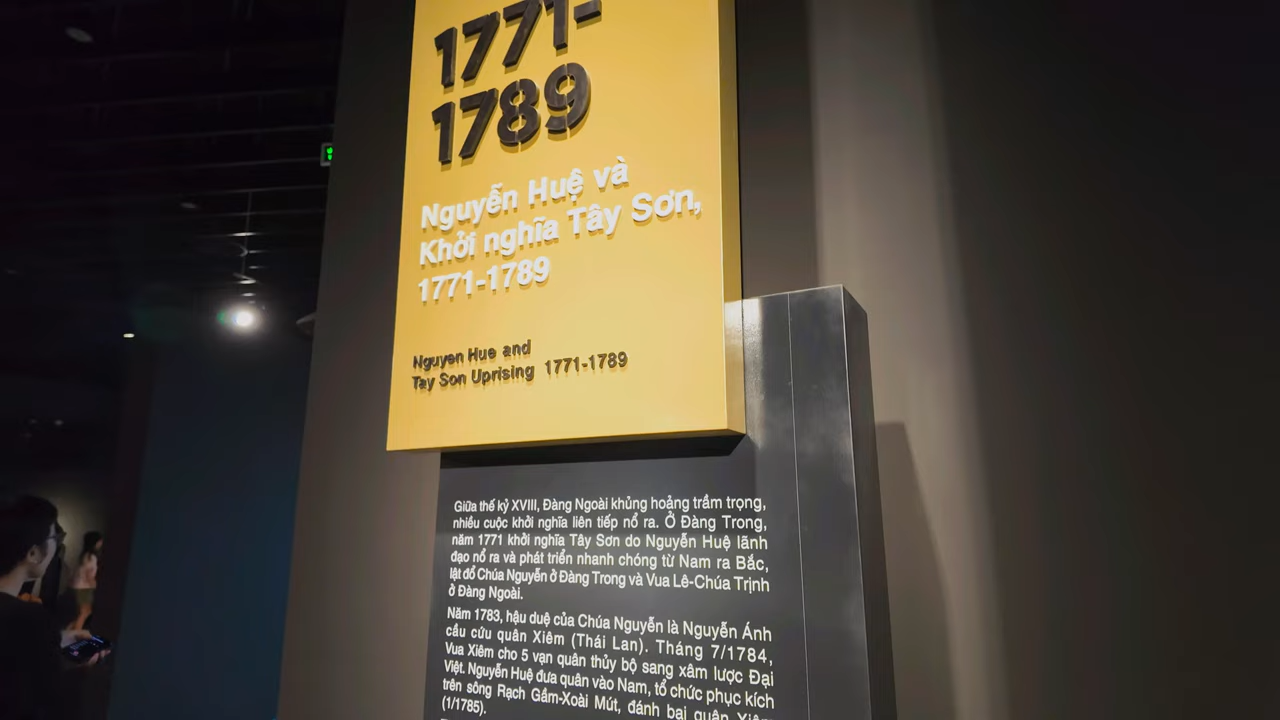 1771-
1789
Nguyễn Huệ và
Khởi nghĩa Tây Sơn,
1771-1789
Nguyen Hue and
Tay Son Uprising 1771-1789
Giữa thế kỷ XVIII, Đàng Ngoài khủng hoảng trầm trọng,
nhiều cuộc khởi nghĩa liên tiếp nổ ra. Ở Đàng Trong,
năm 1771 khởi nghĩa Tây Sơn do Nguyễn Huệ lãnh
đạo nổ ra và phát triển nhanh chóng từ Nam ra Bắc,
lật đổ Chúa Nguyễn ở Đàng Trong và Vua Lê-Chúa Trịnh
ở Đàng Ngoài.
Năm 1783, hậu duệ của Chúa Nguyễn là Nguyễn Ánh
cầu cứu quân Xiêm (Thái Lan). Tháng 7/1784,
Vua Xiêm cho 5 vạn quân thủy bộ sang xâm lược Đại
Việt. Nguyễn Huệ đưa quân vào Nam, tổ chức phục kích
trên sông Rạch Gầm-Xoài Mút, đánh bại quân Xiêm
(1/1785).